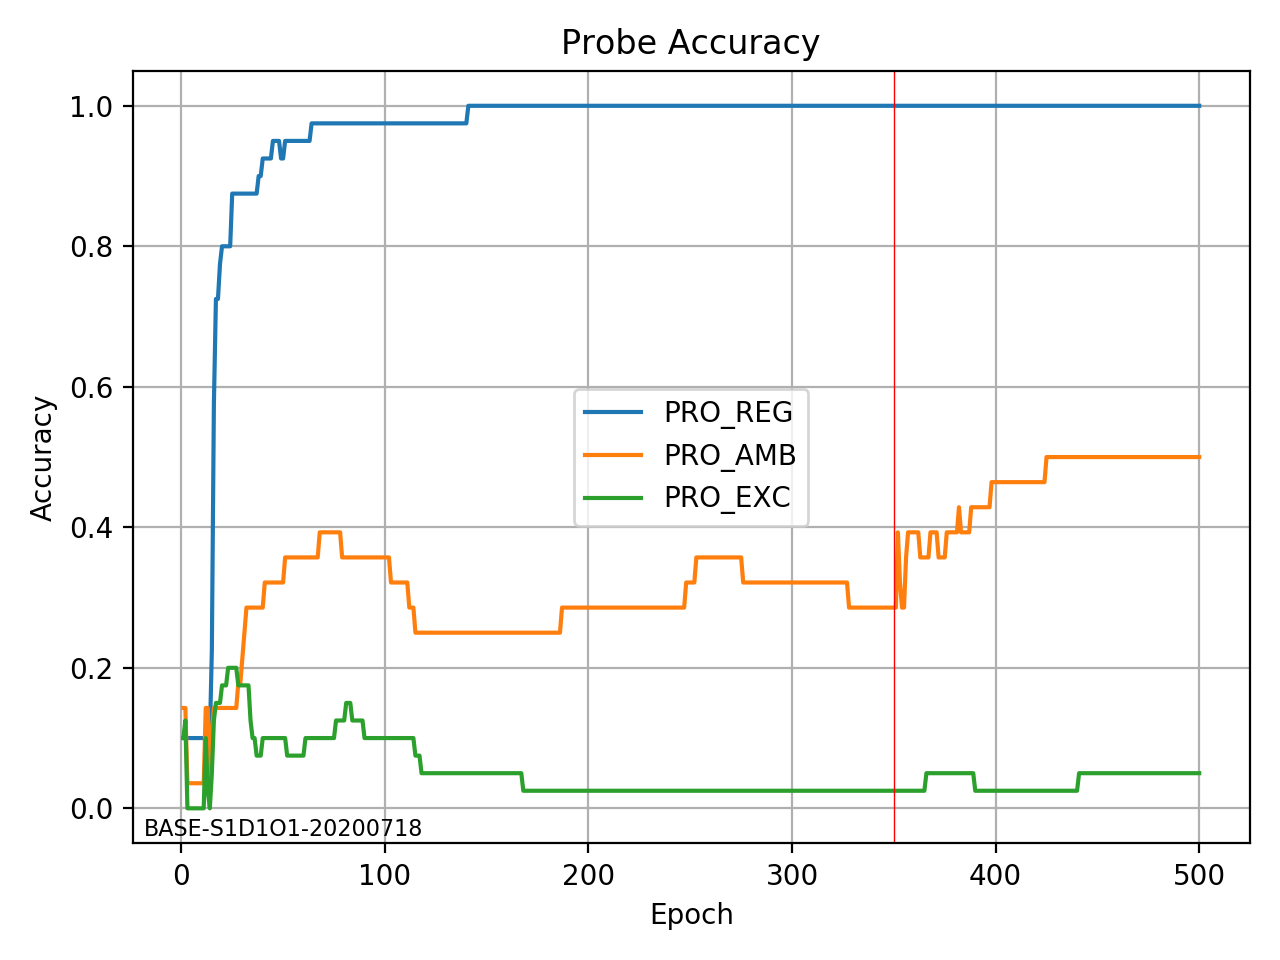 Probe Accuracy
1.0
0.8
0.6
0.4
0.2
0.0
Accuracy
PRO_REG
PRO_AMB
PRO_EXC
BASE-S1D1O1-20200718
0 100 200 300 400 500
Epoch